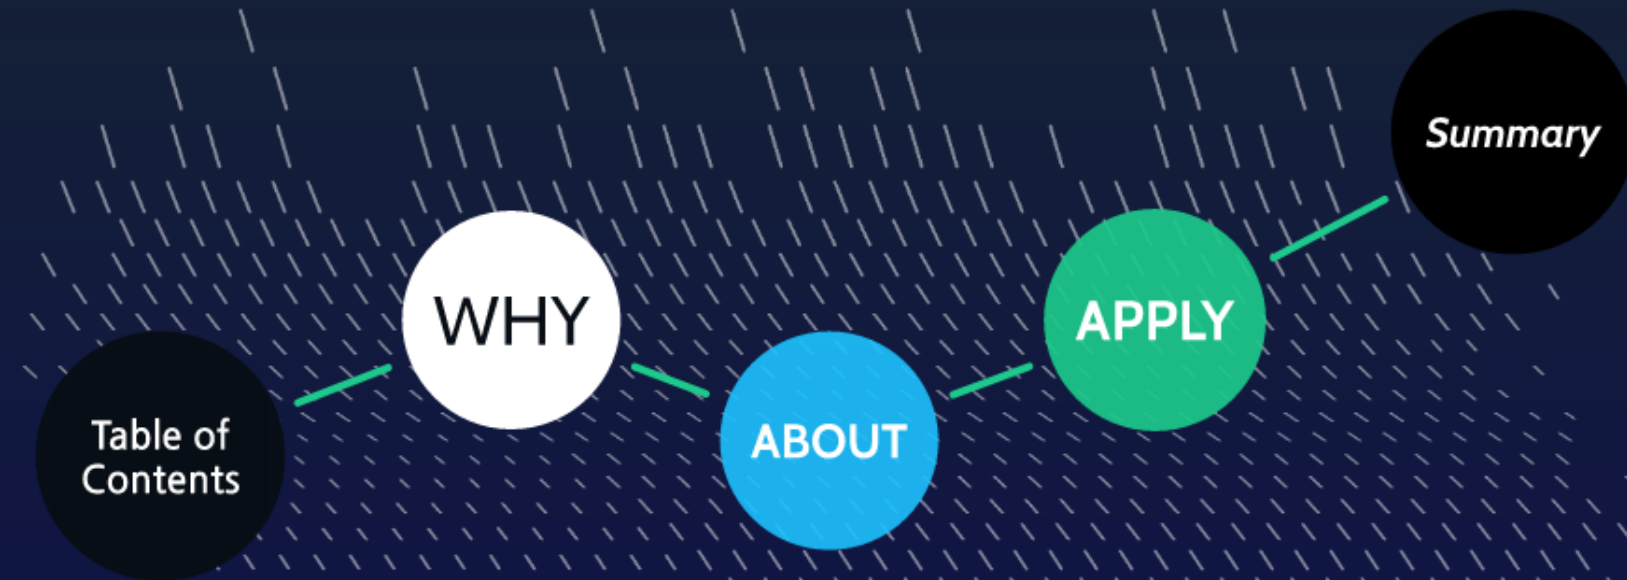 Table of
Contents
WHY
ABOUT
APPLY
Summary